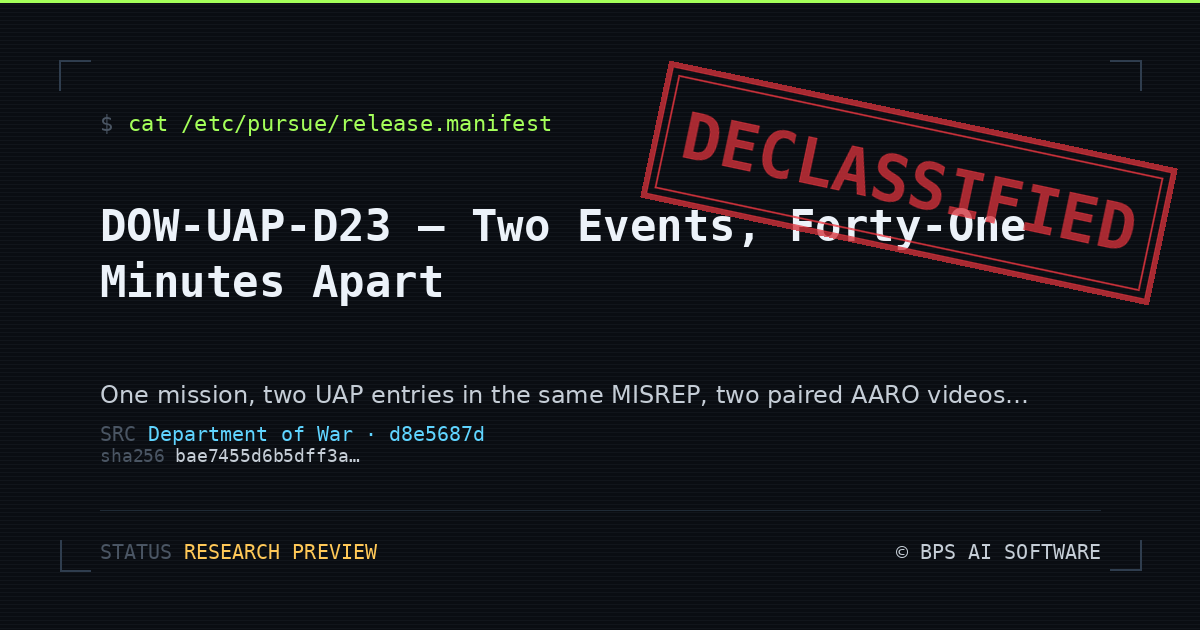 $ cat /etc/pursue/release.manifest
DECLASSIFIED
DOW-UAP-D23 — Two Events, Forty-One
Minutes Apart
One mission, two UAP entries in the same MISREP, two paired AARO videos…
SRC Department of War · d8e5687d
sha256 bae7455d6b5dff3a…
STATUS RESEARCH PREVIEW
© BPS AI SOFTWARE